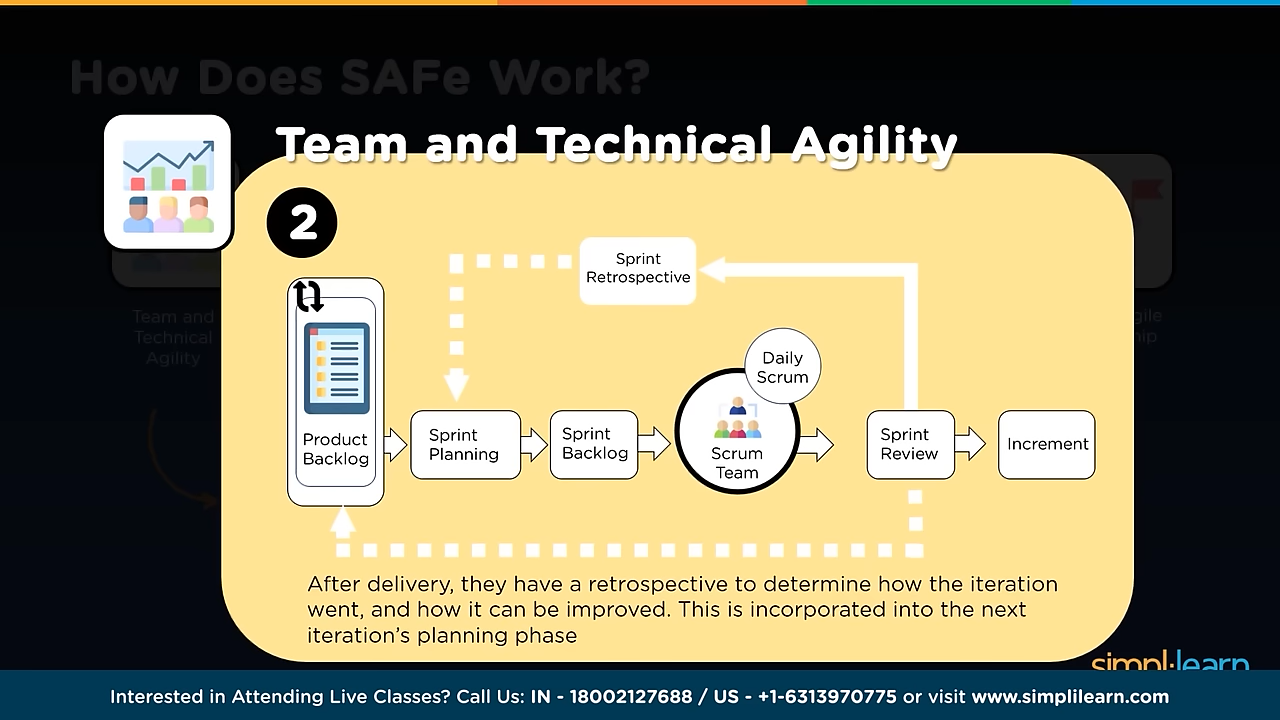 How Does SAFe Work?
Team and Technical Agility
2
Sprint
Retrospective
Daily
Scrum
Product
Backlog
Sprint
Planning
Sprint
Backlog
Scrum
Team
Sprint
Review
Increment
Team and
Technical
Agility
After delivery, they have a retrospective to determine how the iteration
went, and how it can be improved. This is incorporated into the next
iteration's planning phase
simpl·learn
Interested in Attending Live Classes? Call Us: IN - 18002127688 / US - +1-6313970775 or visit www.simplilearn.com